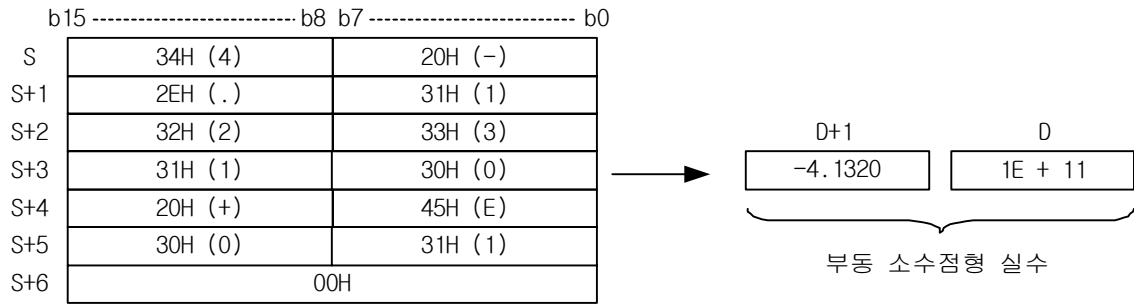 b15 ---------------------- b8 b7 ---------------------- b0
S 34H (4) 20H (-)
S+1 2EH (.) 31H (1)
S+2 32H (2) 33H (3)
S+3 31H (1) 30H (0)
S+4 20H (+) 45H (E)
S+5 30H (0) 31H (1)
S+6 00H
D+1 D
-4.1320 1E + 11
부동 소수점형 실수